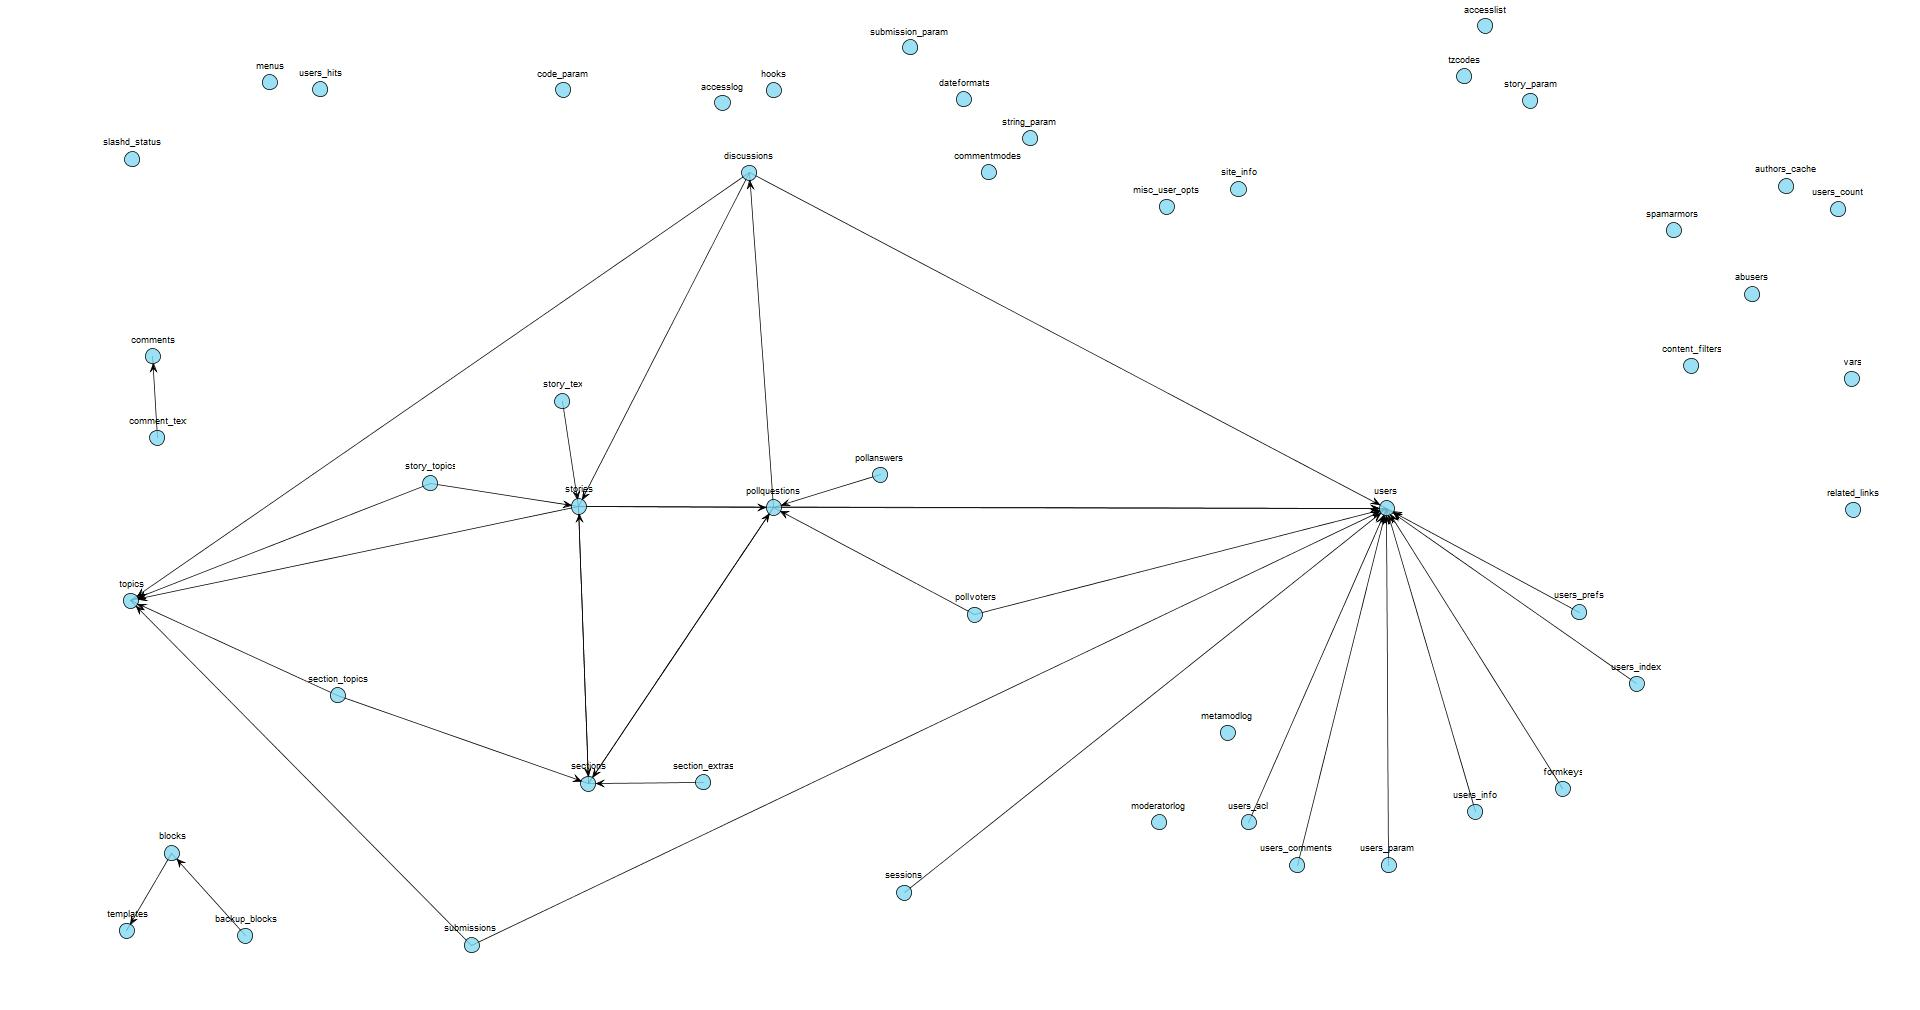 accesslist
submission_param
tzcodes
menus
users_hits
code_param
hooks
accesslog
dateformats
story_param
string_param
slashd_status
discussions
commentmodes
authors_cache
site_info
misc_user_opts
users_count
spamarmors
abusers
comments
content_filters
vars
story_tex
comment_tex
story_topics
pollanswers
stories
pollquestions
users
related_links
topics
pollvoters
users_prefs
users_index
section_topics
metamodlog
sections
section_extras
formkeys
users_info
moderatorlog
users_acl
blocks
users_comments
users_param
sessions
templates
backup_blocks
submissions